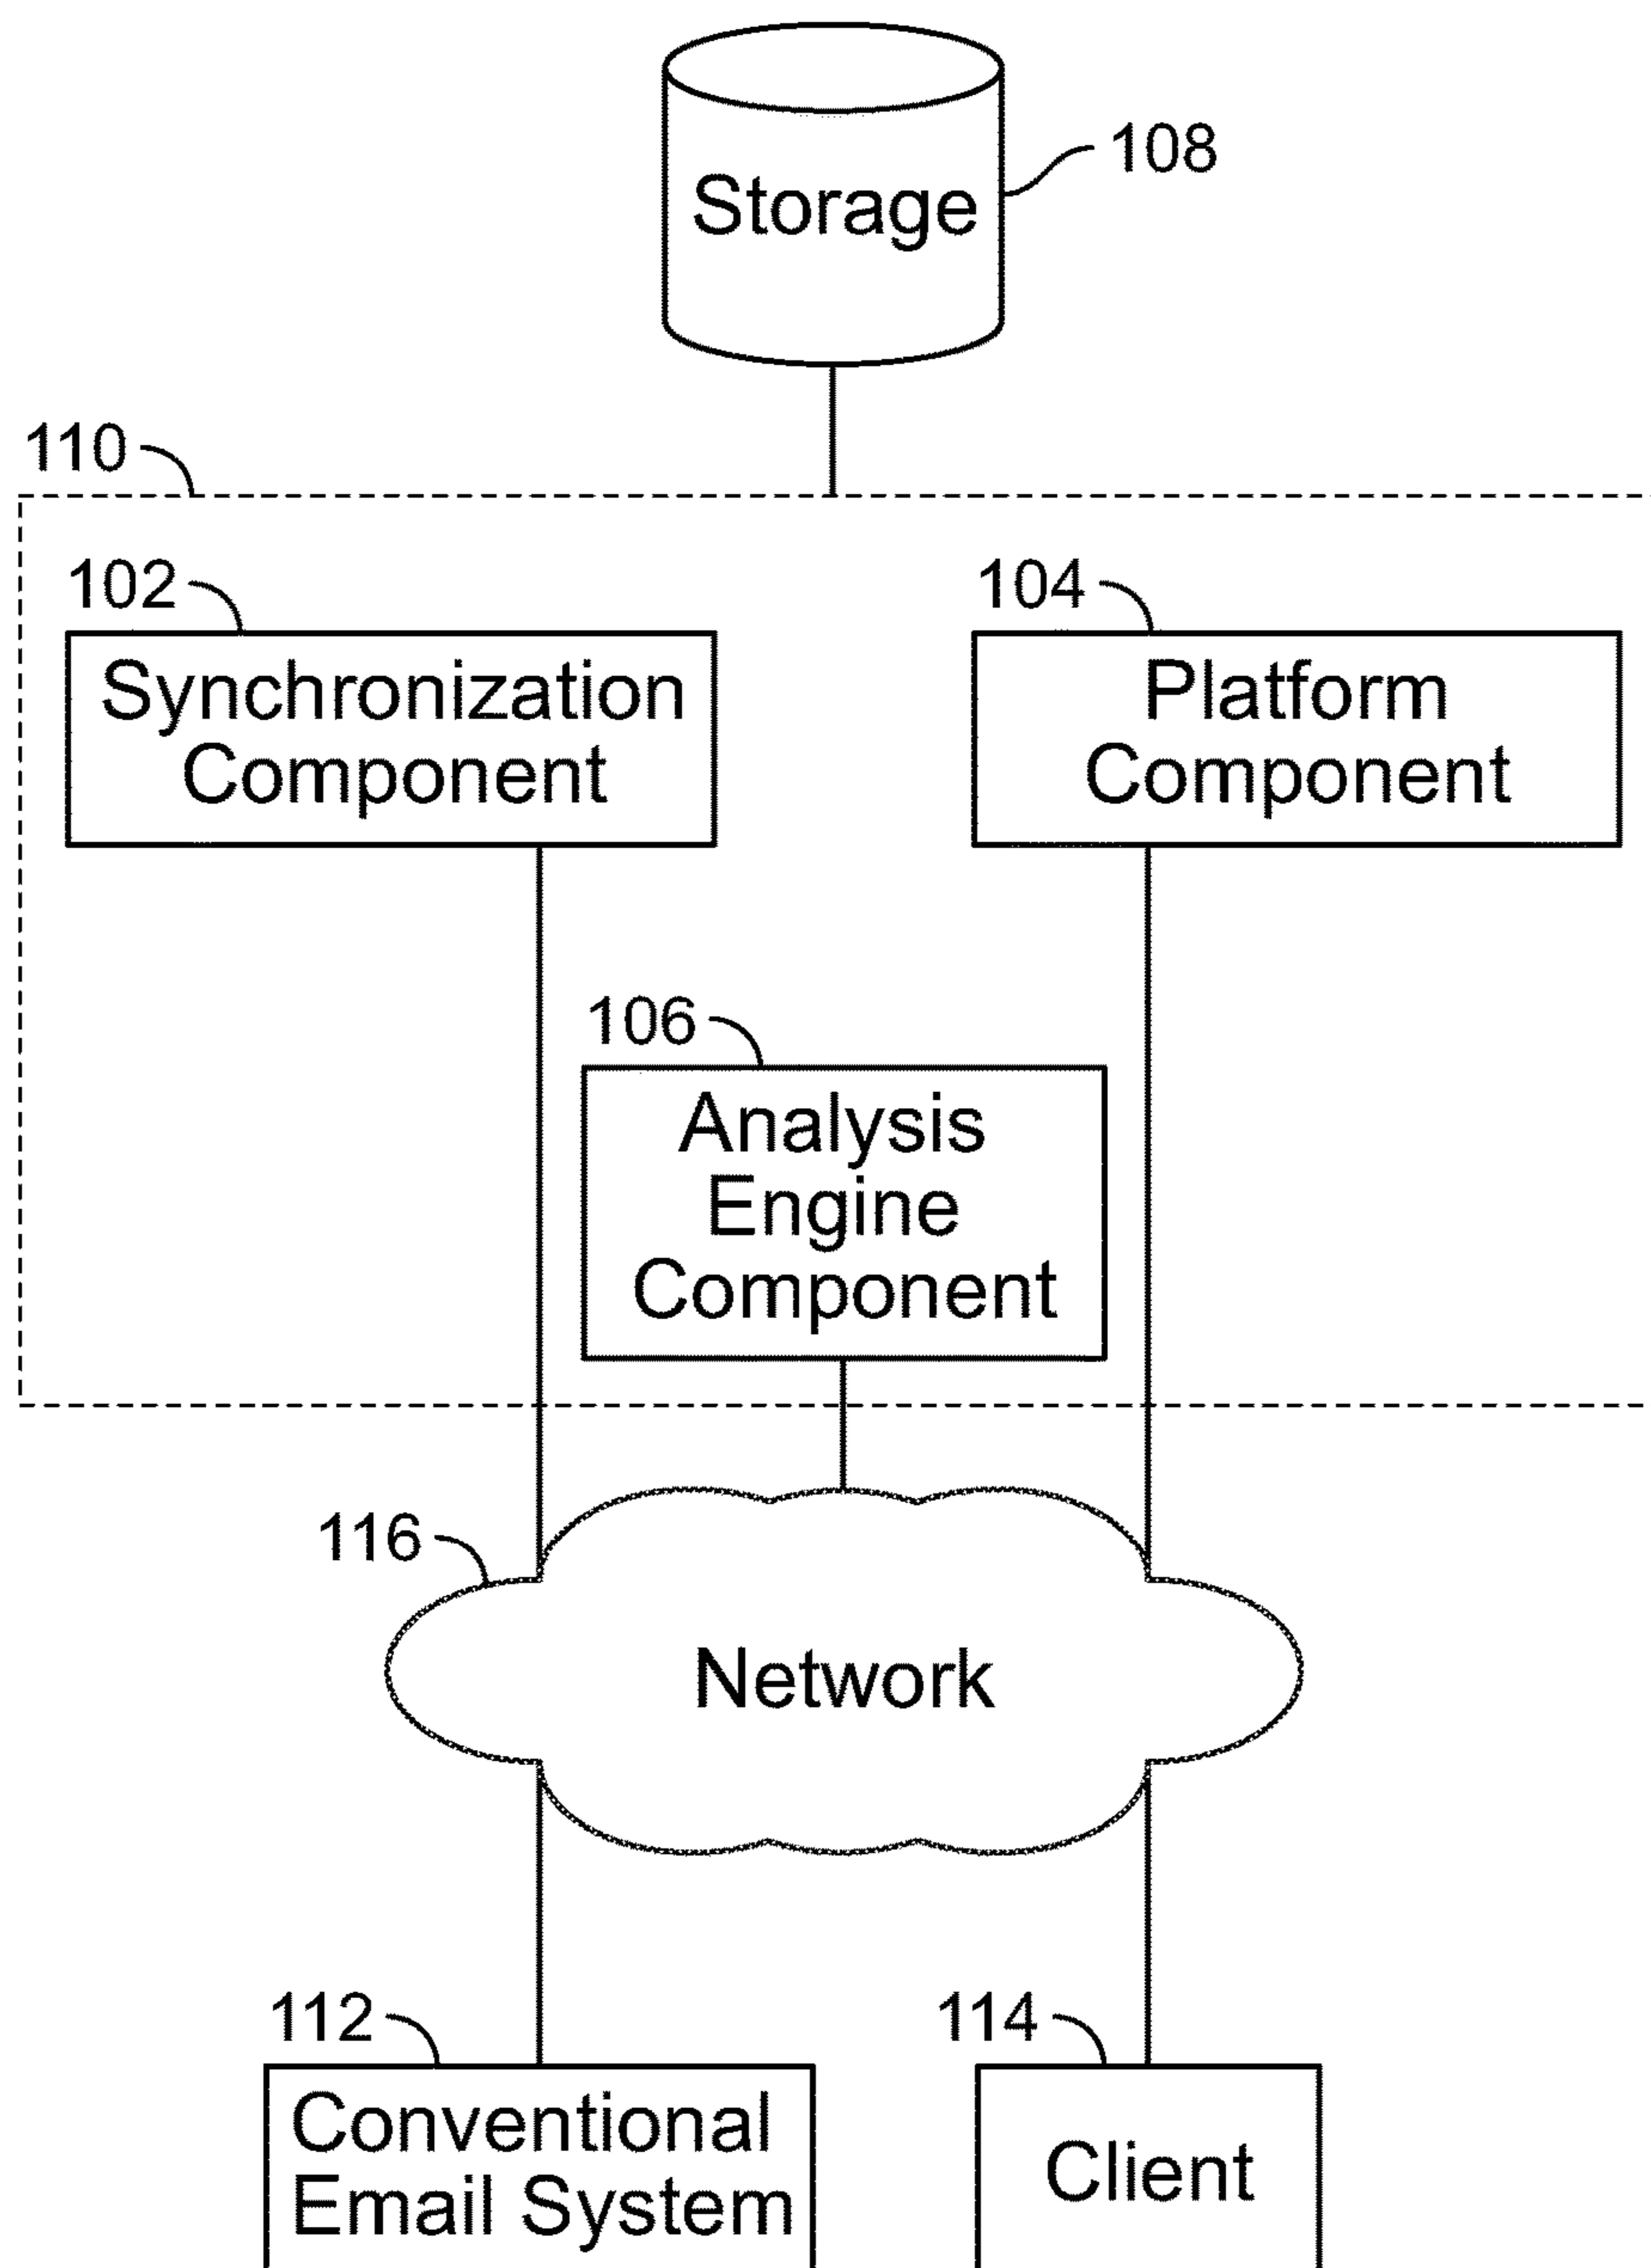 108
Storage
110
102
104
Synchronization
Component
Platform
Component
106
Analysis
Engine
Component
116
Network
112
114
Conventional
Email System
Client